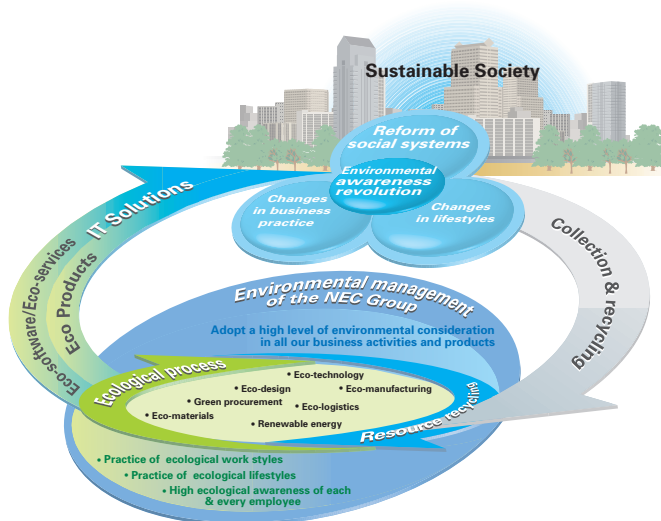 Sustainable Society
Reform of
social systems
Environmental
awareness
revolution
Changes
in business
practice
Changes
in lifestyles
IT Solutions
Eco Products
Eco-software/Eco-services
Collection & recycling
Environmental management
of the NEC Group
Adopt a high level of environmental consideration
in all our business activities and products
Ecological process
• Eco-technology
• Eco-design
• Eco-manufacturing
• Green procurement
• Eco-logistics
• Eco-materials
• Renewable energy
Resource recycling
• Practice of ecological work styles
• Practice of ecological lifestyles
• High ecological awareness of each
& every employee